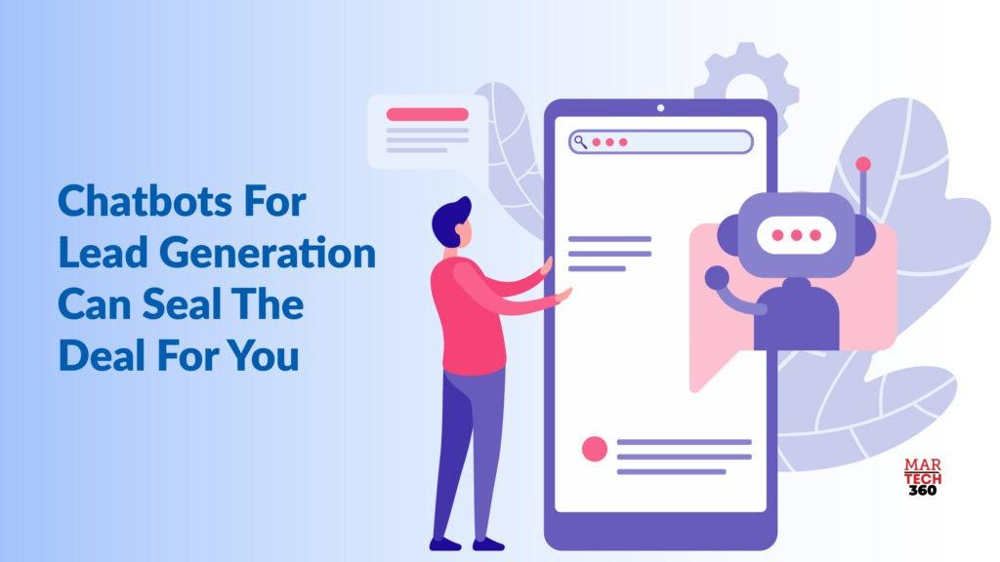 Chatbots For
Lead Generation
Can Seal The
Deal For You
MAR
TECH
360